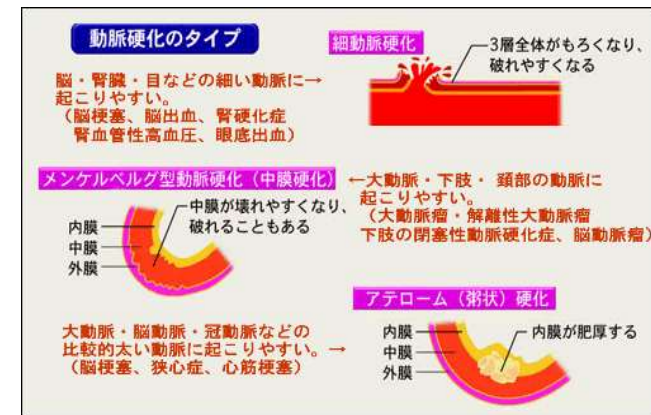 動脈硬化のタイプ
細動脈硬化
3層全体がもろくなり、
破れやすくなる
脳・腎臓・目などの細い動脈に→
起こりやすい。
（脳梗塞、脳出血、腎硬化症
腎血管性高血圧、眼底出血）
メンケルベルグ型動脈硬化（中膜硬化）
←大動脈・下肢・ 頚部の動脈に
起こりやすい。
（大動脈瘤・解離性大動脈瘤
下肢の閉塞性動脈硬化症、脳動脈瘤）
中膜が壊れやすくなり、
破れることもある
内膜
中膜
外膜
アテローム（粥状）硬化
大動脈・脳動脈・冠動脈などの
比較的太い動脈に起こりやすい。→
（脳梗塞、狭心症、心筋梗塞）
内膜
中膜
外膜
内膜が肥厚する